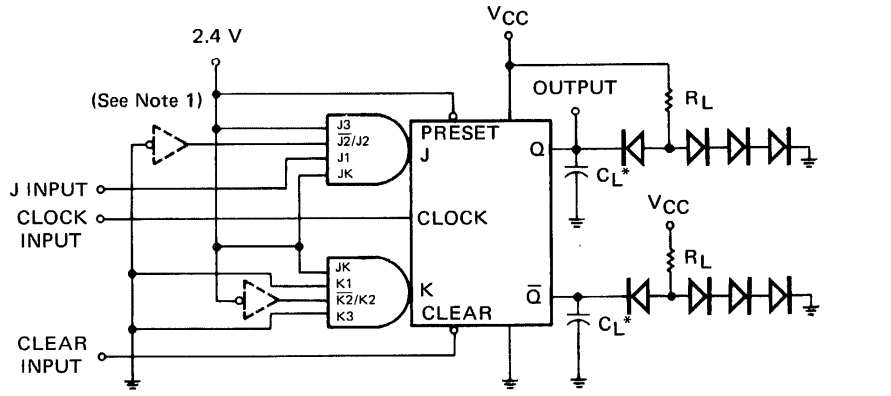 2.4 V
VCC
(See Note 1)
OUTPUT
RL
J3
J2̅/J2
J1
JK
PRESET
J
Q
CL*
J INPUT
CLOCK
INPUT
CLOCK
VCC
RL
JK
K1
K2̅/K2
K3
K
Q̅
CLEAR
CL*
CLEAR
INPUT